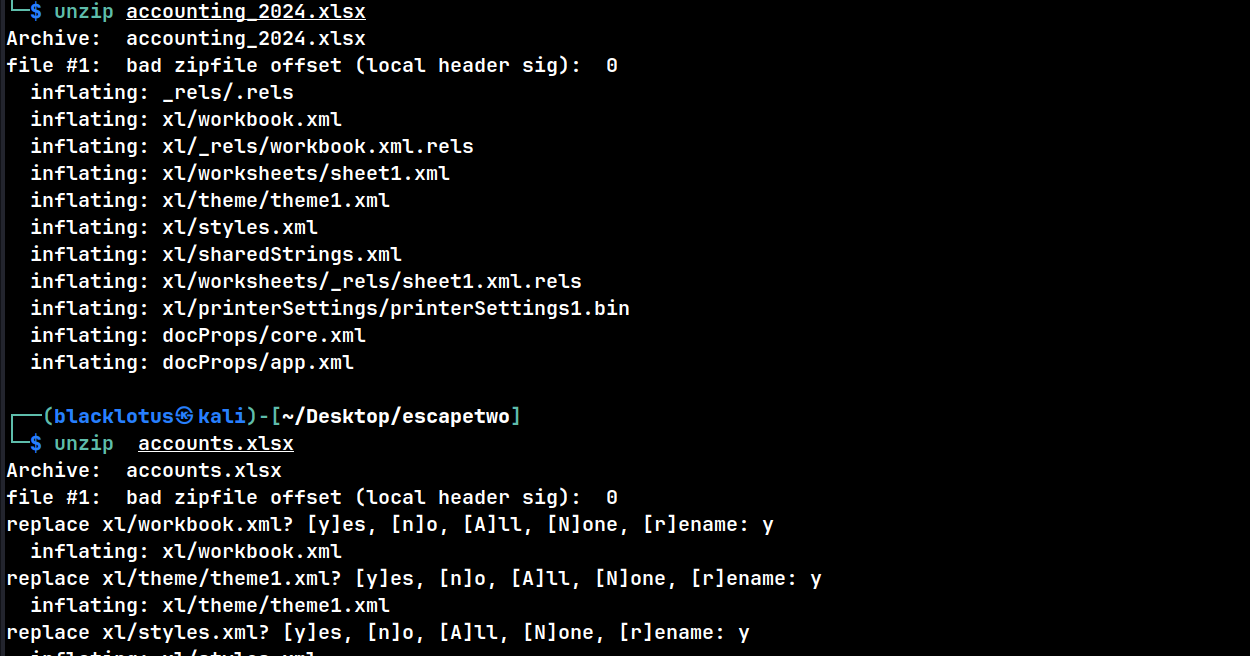 └─$ unzip accounting_2024.xlsx
Archive:  accounting_2024.xlsx
file #1:  bad zipfile offset (local header sig):  0
  inflating: _rels/.rels
  inflating: xl/workbook.xml
  inflating: xl/_rels/workbook.xml.rels
  inflating: xl/worksheets/sheet1.xml
  inflating: xl/theme/theme1.xml
  inflating: xl/styles.xml
  inflating: xl/sharedStrings.xml
  inflating: xl/worksheets/_rels/sheet1.xml.rels
  inflating: xl/printerSettings/printerSettings1.bin
  inflating: docProps/core.xml
  inflating: docProps/app.xml
┌──(blacklotus㉿kali)-[~/Desktop/escapetwo]
└─$ unzip  accounts.xlsx
Archive:  accounts.xlsx
file #1:  bad zipfile offset (local header sig):  0
replace xl/workbook.xml? [y]es, [n]o, [A]ll, [N]one, [r]ename: y
  inflating: xl/workbook.xml
replace xl/theme/theme1.xml? [y]es, [n]o, [A]ll, [N]one, [r]ename: y
  inflating: xl/theme/theme1.xml
replace xl/styles.xml? [y]es, [n]o, [A]ll, [N]one, [r]ename: y
  inflating: xl/styles.xml